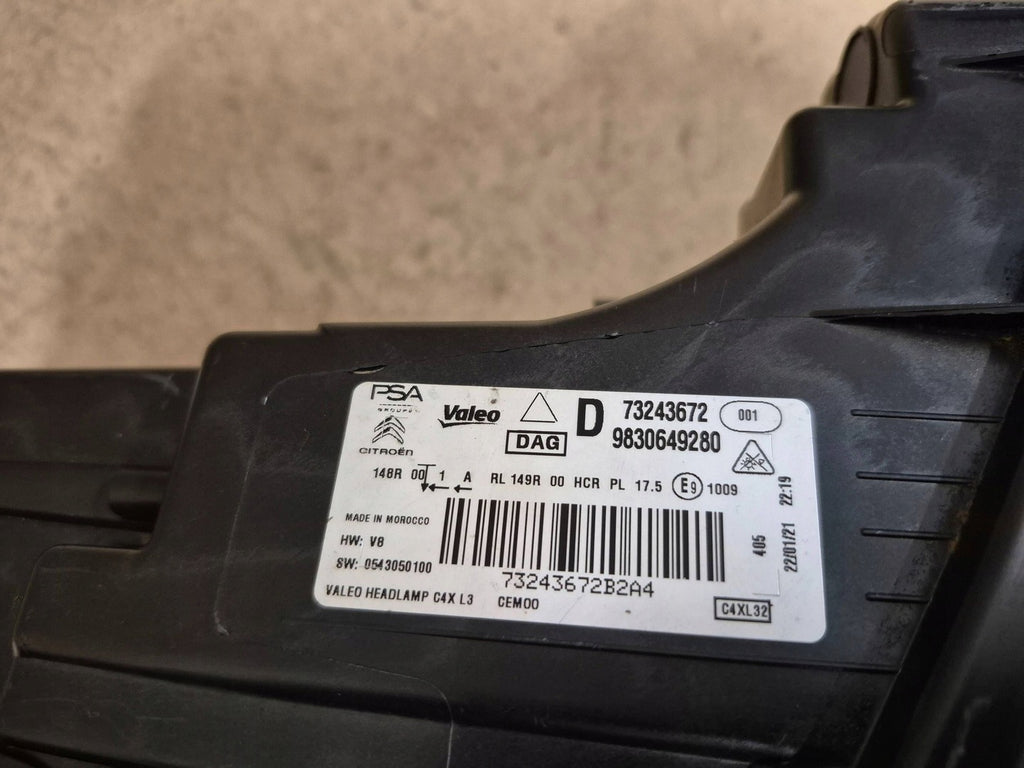 PSA
GROUPE
CITROËN
Valeo
DAG
D 73243672 001
9830649280
148R 00 1 A RL 149R 00 HCR PL 17.5 E9 1009
MADE IN MOROCCO
HW: V8
SW: 0543050100
73243672B2A4
VALEO HEADLAMP C4X L3 CEM00
C4XL32
405 22/01/21 22:19